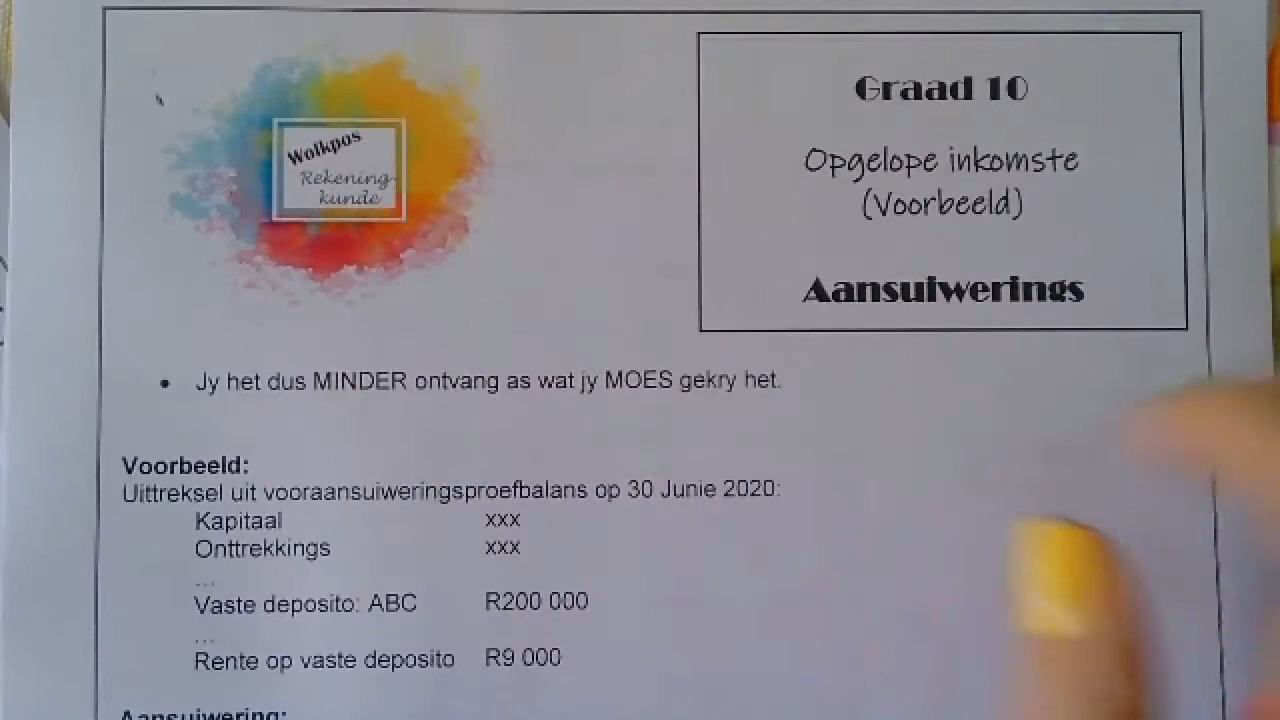 Wolkpos
Rekening-
kunde
Graad 10
Opgelope inkomste
(Voorbeeld)
Aansuiwerings
• Jy het dus MINDER ontvang as wat jy MOES gekry het.
Voorbeeld:
Uittreksel uit vooraansuiweringsproefbalans op 30 Junie 2020:
Kapitaal xxx
Onttrekkings xxx
...
Vaste deposito: ABC R200 000
...
Rente op vaste deposito R9 000
Aansuiwering: